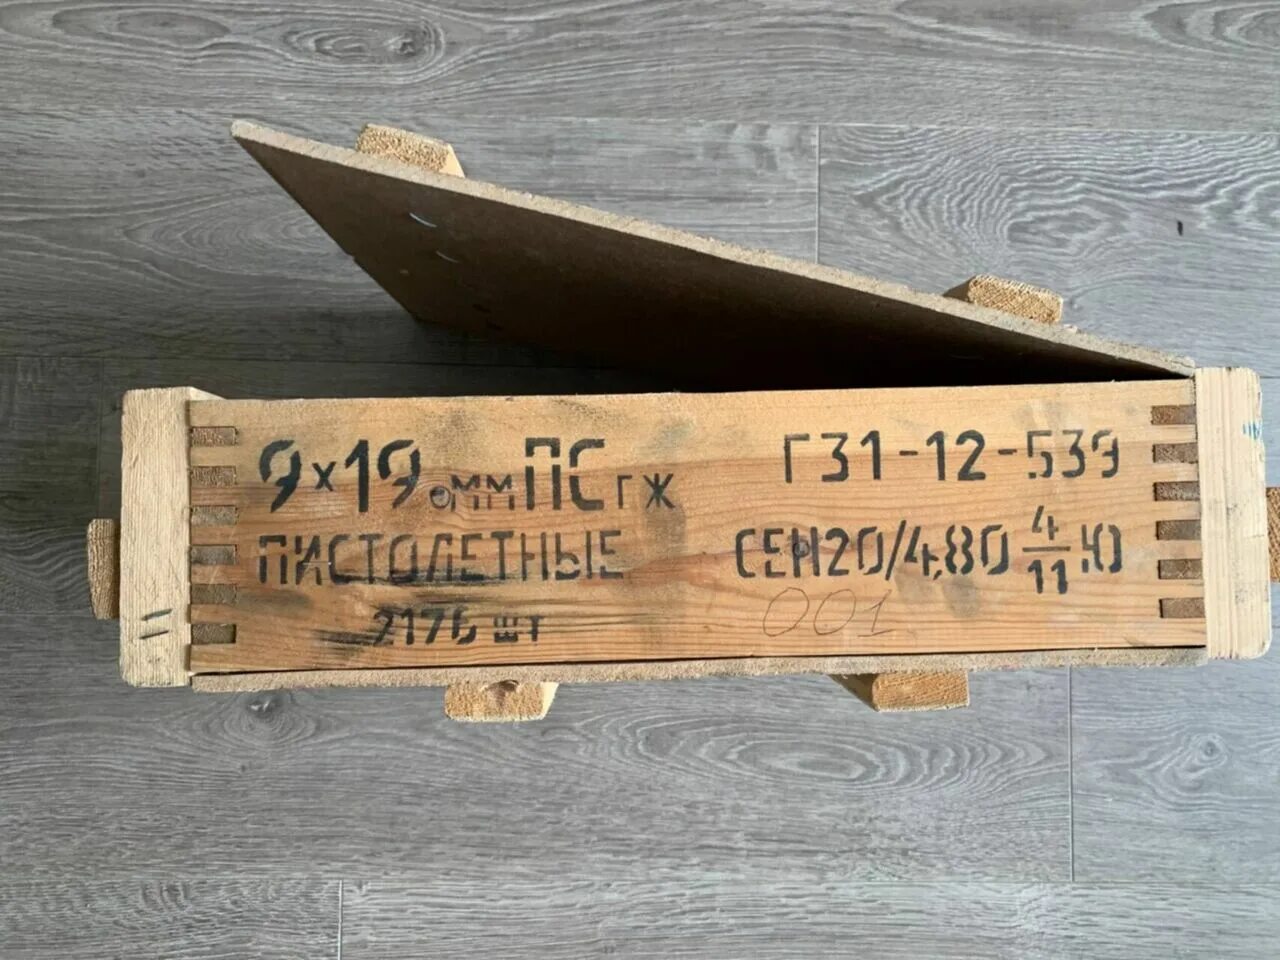 9х19 мм ПС гж
ПИСТОЛЕТНЫЕ
2176 шт
Г31-12-539
СЕН20/4,80 4/11 Ю
001